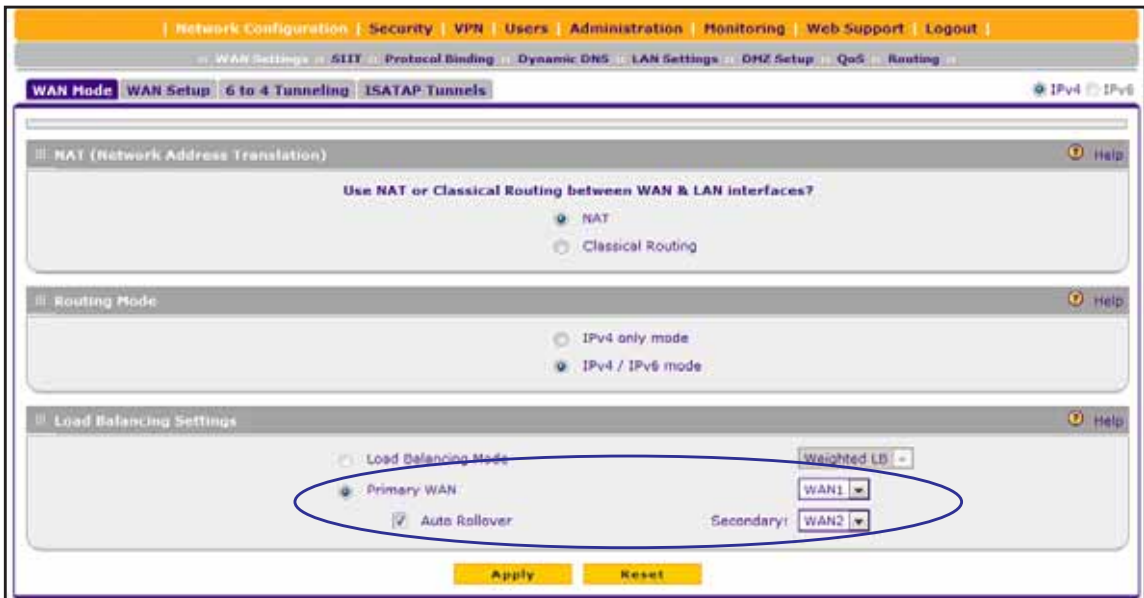 | Network Configuration | Security | VPN | Users | Administration | Monitoring | Web Support | Logout |
:: WAN Settings :: SIIT :: Protocol Binding :: Dynamic DNS :: LAN Settings :: DMZ Setup :: QoS :: Routing ::
WAN Mode WAN Setup 6 to 4 Tunneling ISATAP Tunnels IPv4 IPv6
NAT (Network Address Translation) Help
Use NAT or Classical Routing between WAN & LAN interfaces?
NAT
Classical Routing
Routing Mode Help
IPv4 only mode
IPv4 / IPv6 mode
Load Balancing Settings Help
Load Balancing Mode Weighted LB
Primary WAN WAN1
Auto Rollover Secondary: WAN2
Apply Reset